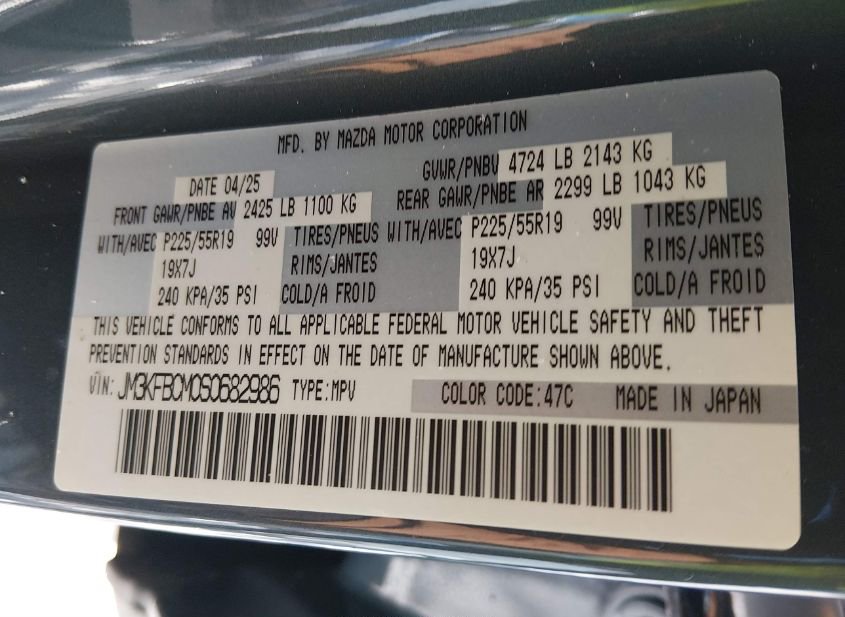 MFD. BY MAZDA MOTOR CORPORATION
DATE 04/25 GVWR/PNBV 4724 LB 2143 KG
FRONT GAWR/PNBE AV 2425 LB 1100 KG REAR GAWR/PNBE AR 2299 LB 1043 KG
WITH/AVEC P225/55R19 99V TIRES/PNEUS WITH/AVEC P225/55R19 99V TIRES/PNEUS
19X7J RIMS/JANTES 19X7J RIMS/JANTES
240 KPA/35 PSI COLD/A FROID 240 KPA/35 PSI COLD/A FROID
THIS VEHICLE CONFORMS TO ALL APPLICABLE FEDERAL MOTOR VEHICLE SAFETY AND THEFT
PREVENTION STANDARDS IN EFFECT ON THE DATE OF MANUFACTURE SHOWN ABOVE.
VIN: JM3KFBCM0S0682986 TYPE:MPV COLOR CODE:47C MADE IN JAPAN